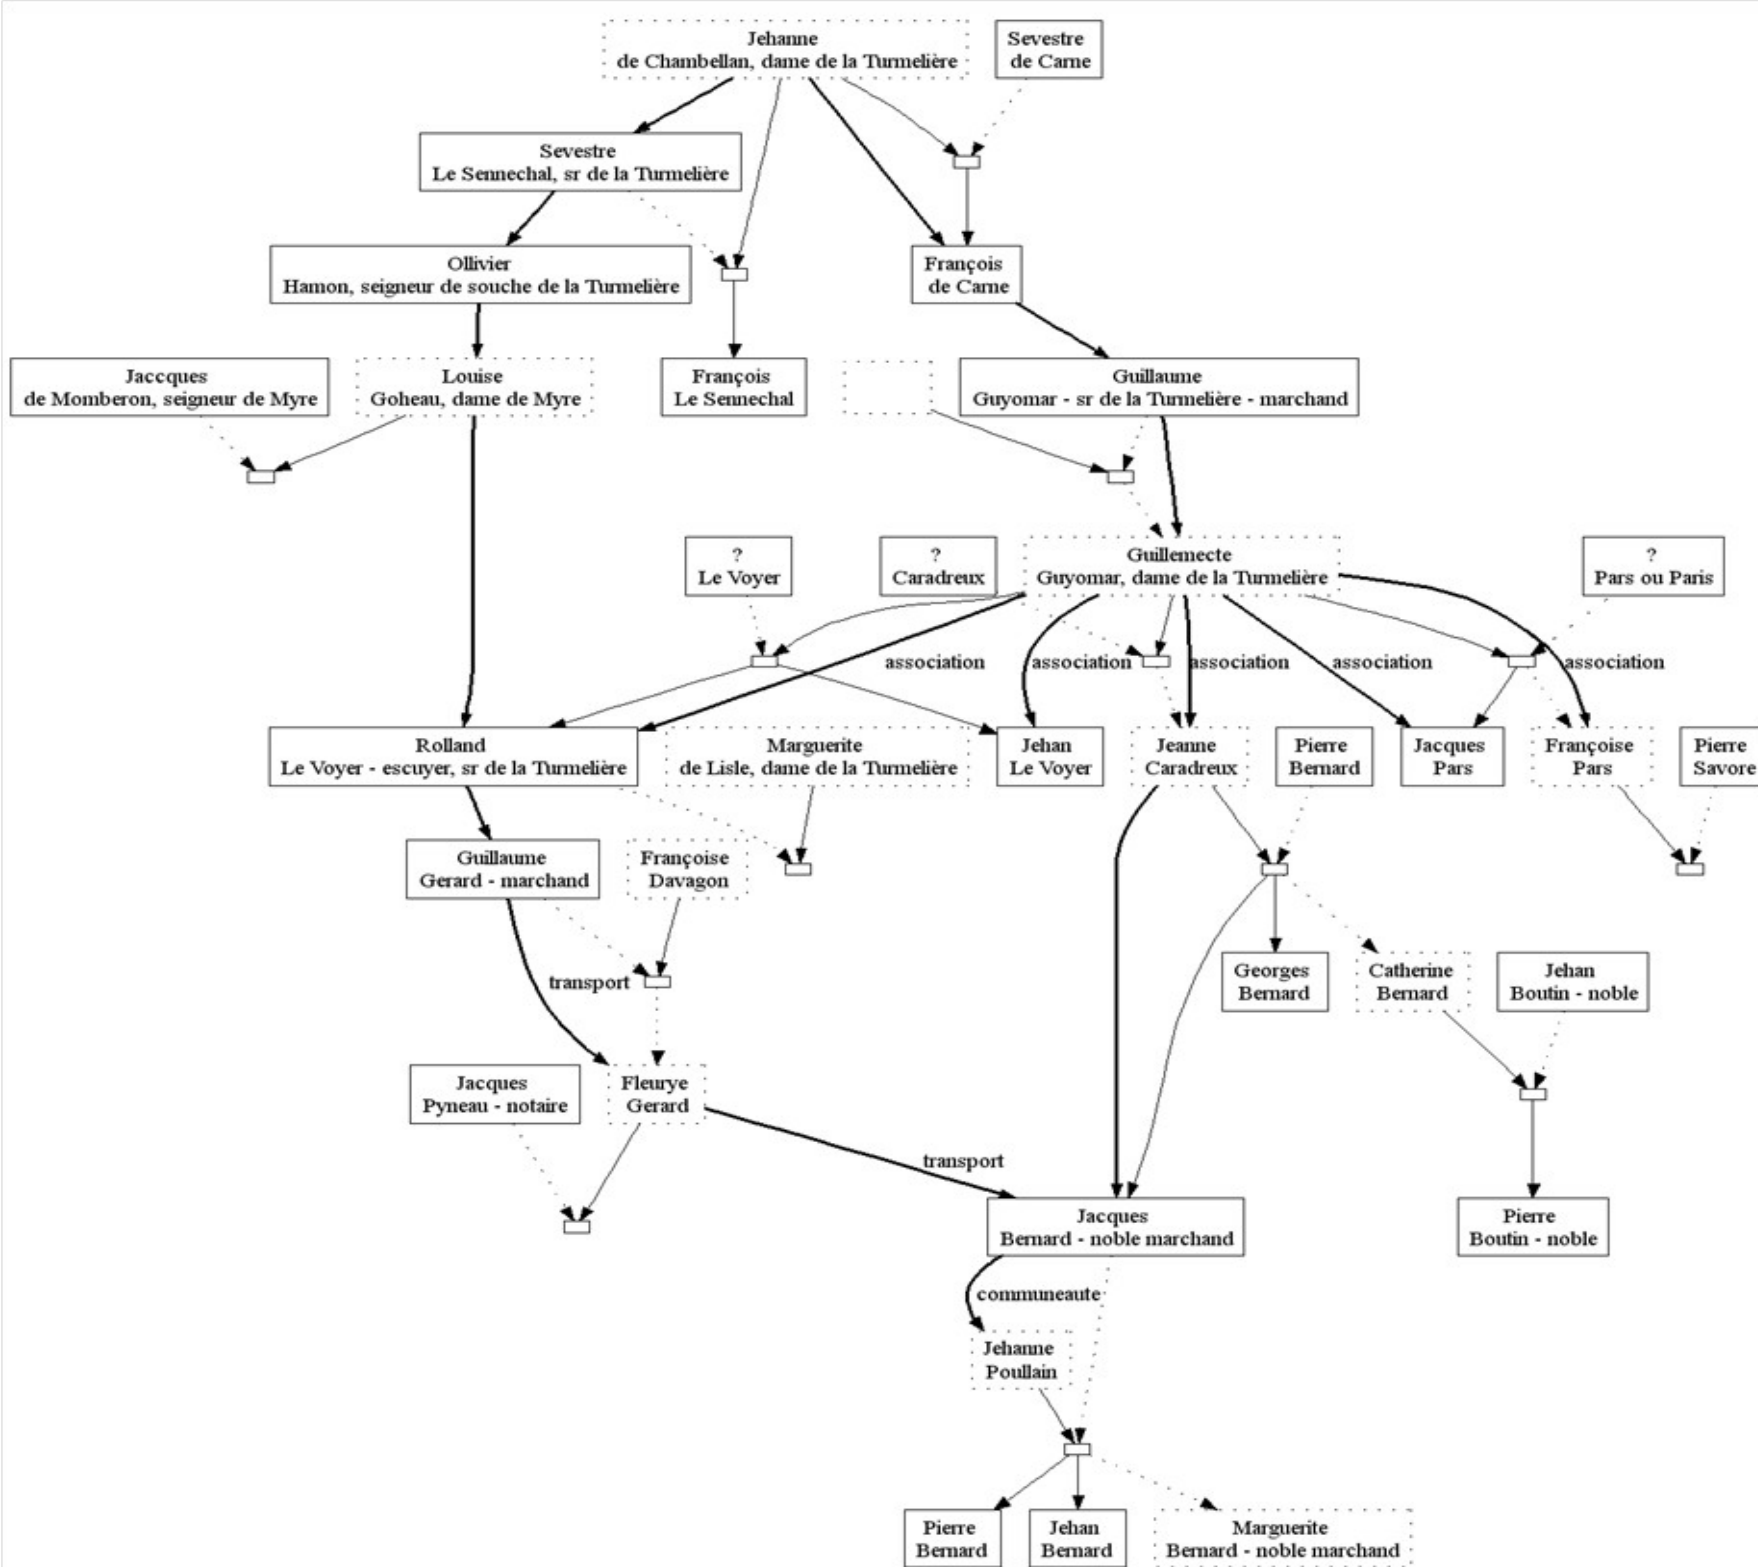 Jehanne
de Chambellan, dame de la Turmelière
Sevestre
de Carne
Sevestre
Le Sennechal, sr de la Turmelière
Ollivier
Hamon, seigneur de souche de la Turmelière
François
de Carne
Jaccques
de Momberon, seigneur de Myre
Louise
Goheau, dame de Myre
François
Le Sennechal
Guillaume
Guyomar - sr de la Turmelière - marchand
?
Le Voyer
?
Caradreux
Guillemecte
Guyomar, dame de la Turmelière
?
Pars ou Paris
association
association
association
association
association
Rolland
Le Voyer - escuyer, sr de la Turmelière
Marguerite
de Lisle, dame de la Turmelière
Jehan
Le Voyer
Jeanne
Caradreux
Pierre
Bernard
Jacques
Pars
Françoise
Pars
Pierre
Savore
Guillaume
Gerard - marchand
Françoise
Davagon
transport
Georges
Bernard
Catherine
Bernard
Jehan
Boutin - noble
Jacques
Pyneau - notaire
Fleurye
Gerard
transport
Jacques
Bernard - noble marchand
Pierre
Boutin - noble
communeaute
Jehanne
Poullain
Pierre
Bernard
Jehan
Bernard
Marguerite
Bernard - noble marchand